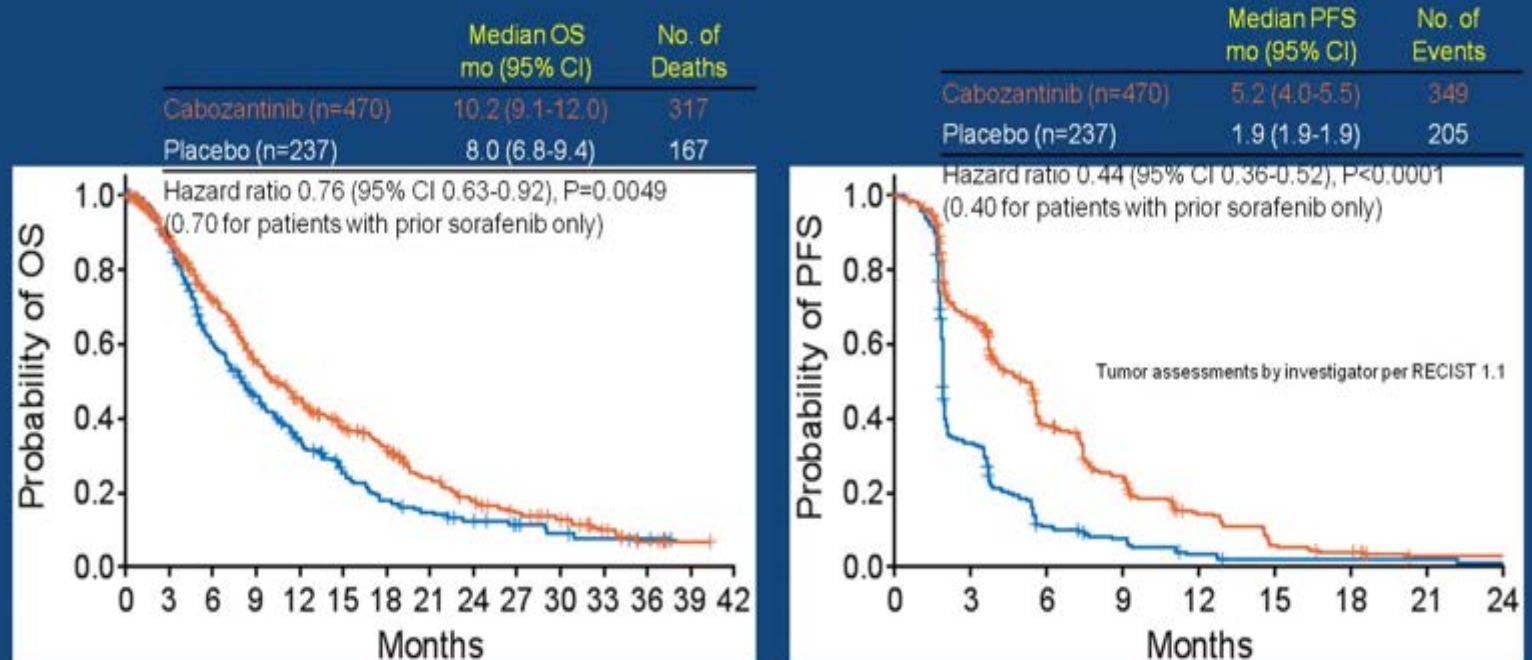 Median OS No. of
mo (95% CI) Deaths
Cabozantinib (n=470) 10.2 (9.1-12.0) 317
Placebo (n=237) 8.0 (6.8-9.4) 167
Hazard ratio 0.76 (95% CI 0.63-0.92), P=0.0049
(0.70 for patients with prior sorafenib only)
Probability of OS
1.0
0.8
0.6
0.4
0.2
0.0
0 3 6 9 12 15 18 21 24 27 30 33 36 39 42
Months
Median PFS No. of
mo (95% CI) Events
Cabozantinib (n=470) 5.2 (4.0-5.5) 349
Placebo (n=237) 1.9 (1.9-1.9) 205
Hazard ratio 0.44 (95% CI 0.36-0.52), P<0.0001
(0.40 for patients with prior sorafenib only)
Probability of PFS
1.0
0.8
0.6
0.4
0.2
0.0
Tumor assessments by investigator per RECIST 1.1
0 3 6 9 12 15 18 21 24
Months